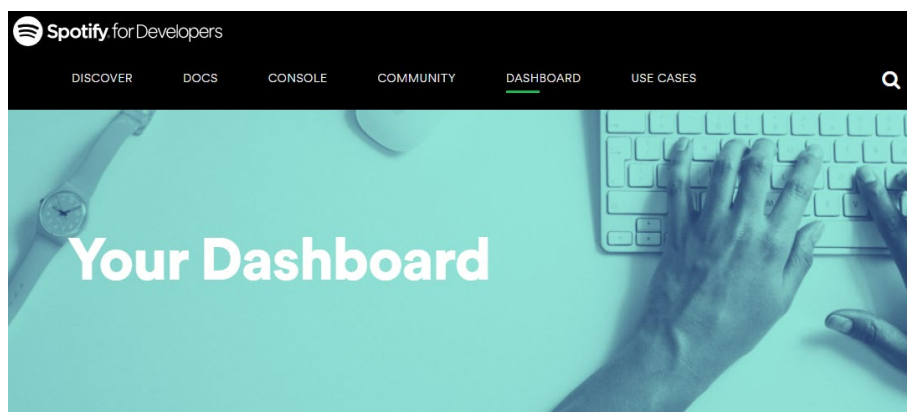 Spotify for Developers
DISCOVER DOCS CONSOLE COMMUNITY DASHBOARD USE CASES
Your Dashboard